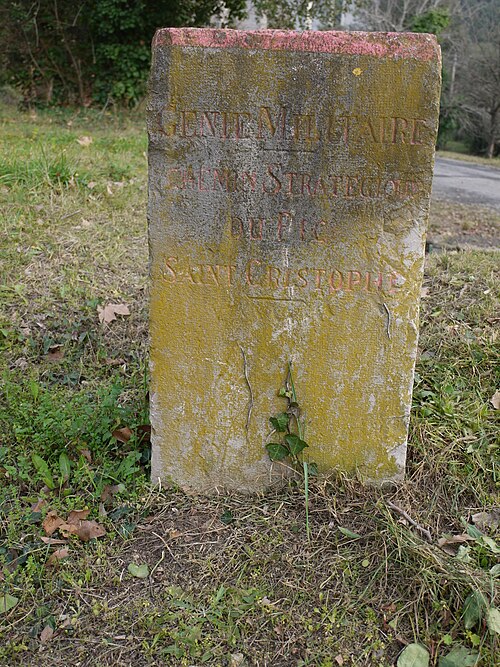 GENIE MILITAIRE
CHEMIN STRATEGIQUE
DU PIC
SAINT CRISTOPHE